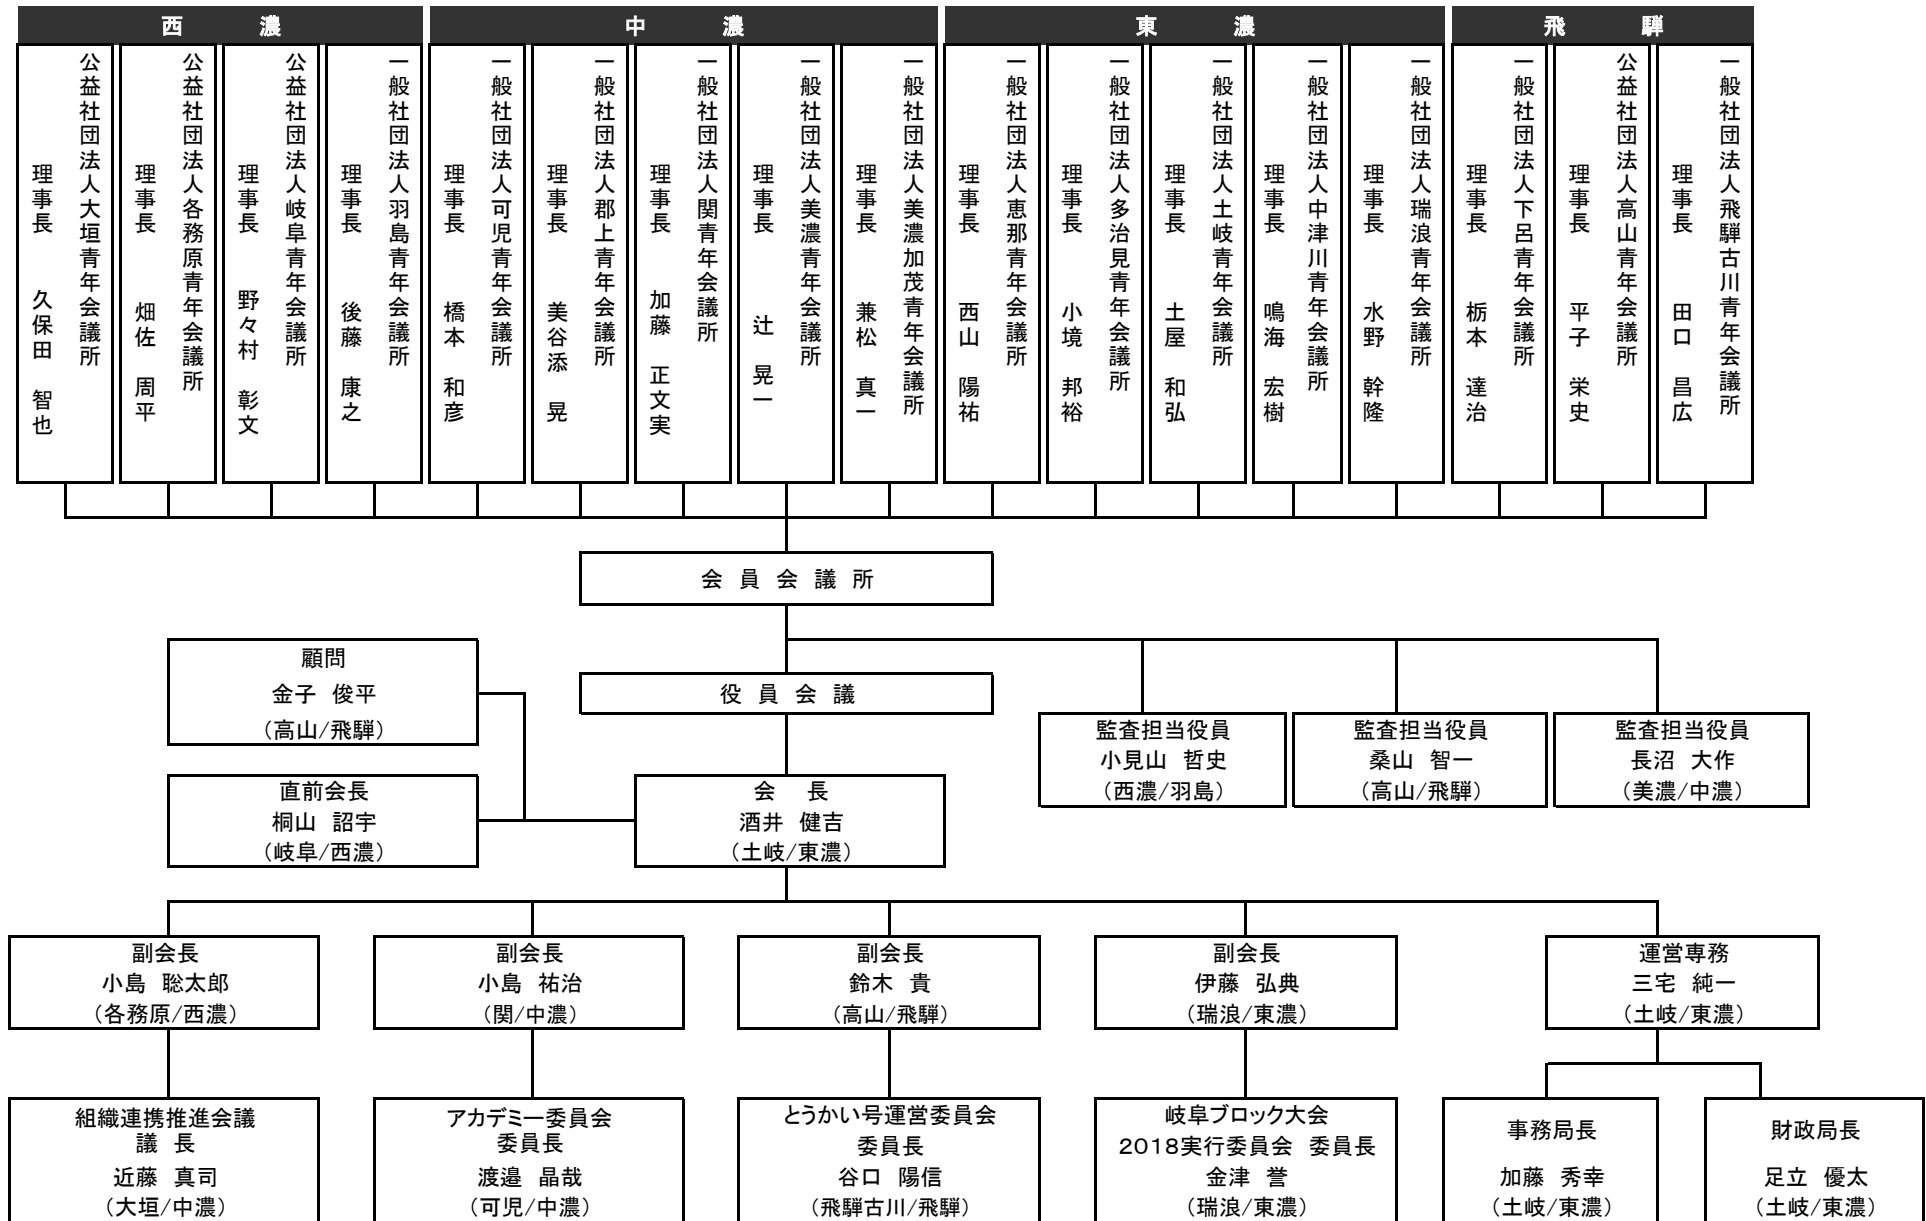 西　濃
中　濃
東　濃
飛　騨
公益社団法人大垣青年会議所
理事長　久保田　智也
公益社団法人各務原青年会議所
理事長　畑佐　周平
公益社団法人岐阜青年会議所
理事長　野々村　彰文
一般社団法人羽島青年会議所
理事長　後藤　康之
一般社団法人可児青年会議所
理事長　橋本　和彦
一般社団法人郡上青年会議所
理事長　美谷添　晃
一般社団法人関青年会議所
理事長　加藤　正文実
一般社団法人美濃青年会議所
理事長　辻　晃一
一般社団法人美濃加茂青年会議所
理事長　兼松　真一
一般社団法人恵那青年会議所
理事長　西山　陽祐
一般社団法人多治見青年会議所
理事長　小境　邦裕
一般社団法人土岐青年会議所
理事長　土屋　和弘
一般社団法人中津川青年会議所
理事長　鳴海　宏樹
一般社団法人瑞浪青年会議所
理事長　水野　幹隆
一般社団法人下呂青年会議所
理事長　栃本　達治
公益社団法人高山青年会議所
理事長　平子　栄史
一般社団法人飛騨古川青年会議所
理事長　田口　昌広
会 員 会 議 所
顧問
金子　俊平
（高山/飛騨）
役 員 会 議
監査担当役員
小見山　哲史
（西濃/羽島）
監査担当役員
桑山　智一
（高山/飛騨）
監査担当役員
長沼　大作
（美濃/中濃）
直前会長
桐山　詔宇
（岐阜/西濃）
会　長
酒井　健吉
（土岐/東濃）
副会長
小島　聡太郎
（各務原/西濃）
副会長
小島　祐治
（関/中濃）
副会長
鈴木　貴
（高山/飛騨）
副会長
伊藤　弘典
（瑞浪/東濃）
運営専務
三宅　純一
（土岐/東濃）
組織連携推進会議
議　長
近藤　真司
（大垣/中濃）
アカデミー委員会
委員長
渡邉　晶哉
（可児/中濃）
とうかい号運営委員会
委員長
谷口　陽信
（飛騨古川/飛騨）
岐阜ブロック大会
2018実行委員会　委員長
金津　誉
（瑞浪/東濃）
事務局長
加藤　秀幸
（土岐/東濃）
財政局長
足立　優太
（土岐/東濃）